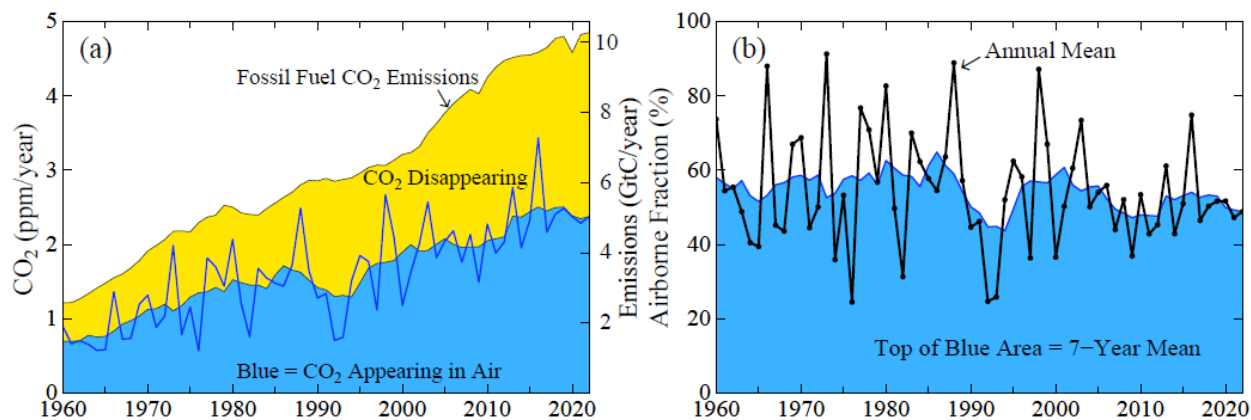 (a)
Fossil Fuel CO₂ Emissions
CO₂ Disappearing
Blue = CO₂ Appearing in Air
CO₂ (ppm/year)
5
4
3
2
1
0
Emissions (GtC/year)
10
8
6
4
2
1960 1970 1980 1990 2000 2010 2020
(b)
Annual Mean
Top of Blue Area = 7−Year Mean
Airborne Fraction (%)
100
80
60
40
20
0
1960 1970 1980 1990 2000 2010 2020